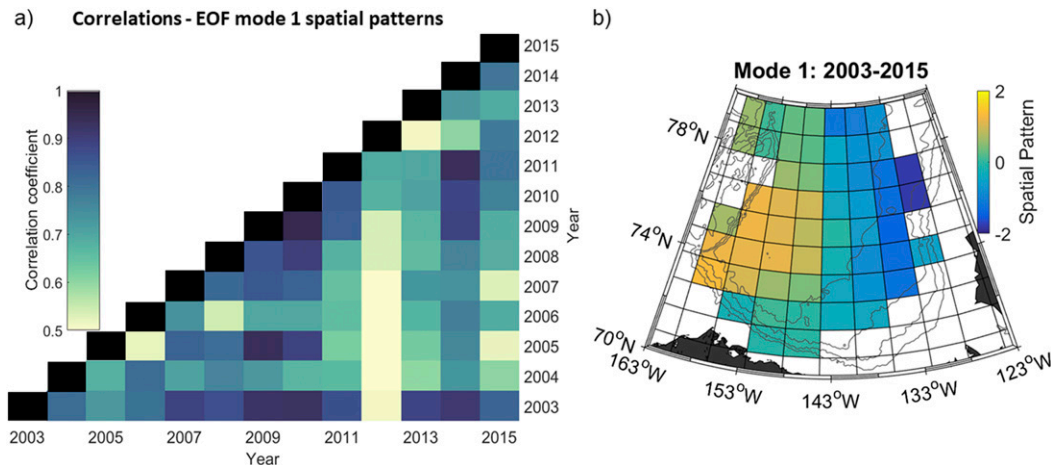 a) Correlations - EOF mode 1 spatial patterns
Correlation coefficient
1
0.9
0.8
0.7
0.6
0.5
2015
2014
2013
2012
2011
2010
2009
2008
2007
2006
2005
2004
2003
Year
2003 2005 2007 2009 2011 2013 2015
Year
b)
Mode 1: 2003-2015
78°N
74°N
70°N
163°W
153°W
143°W
133°W
123°W
2
0
-2
Spatial Pattern